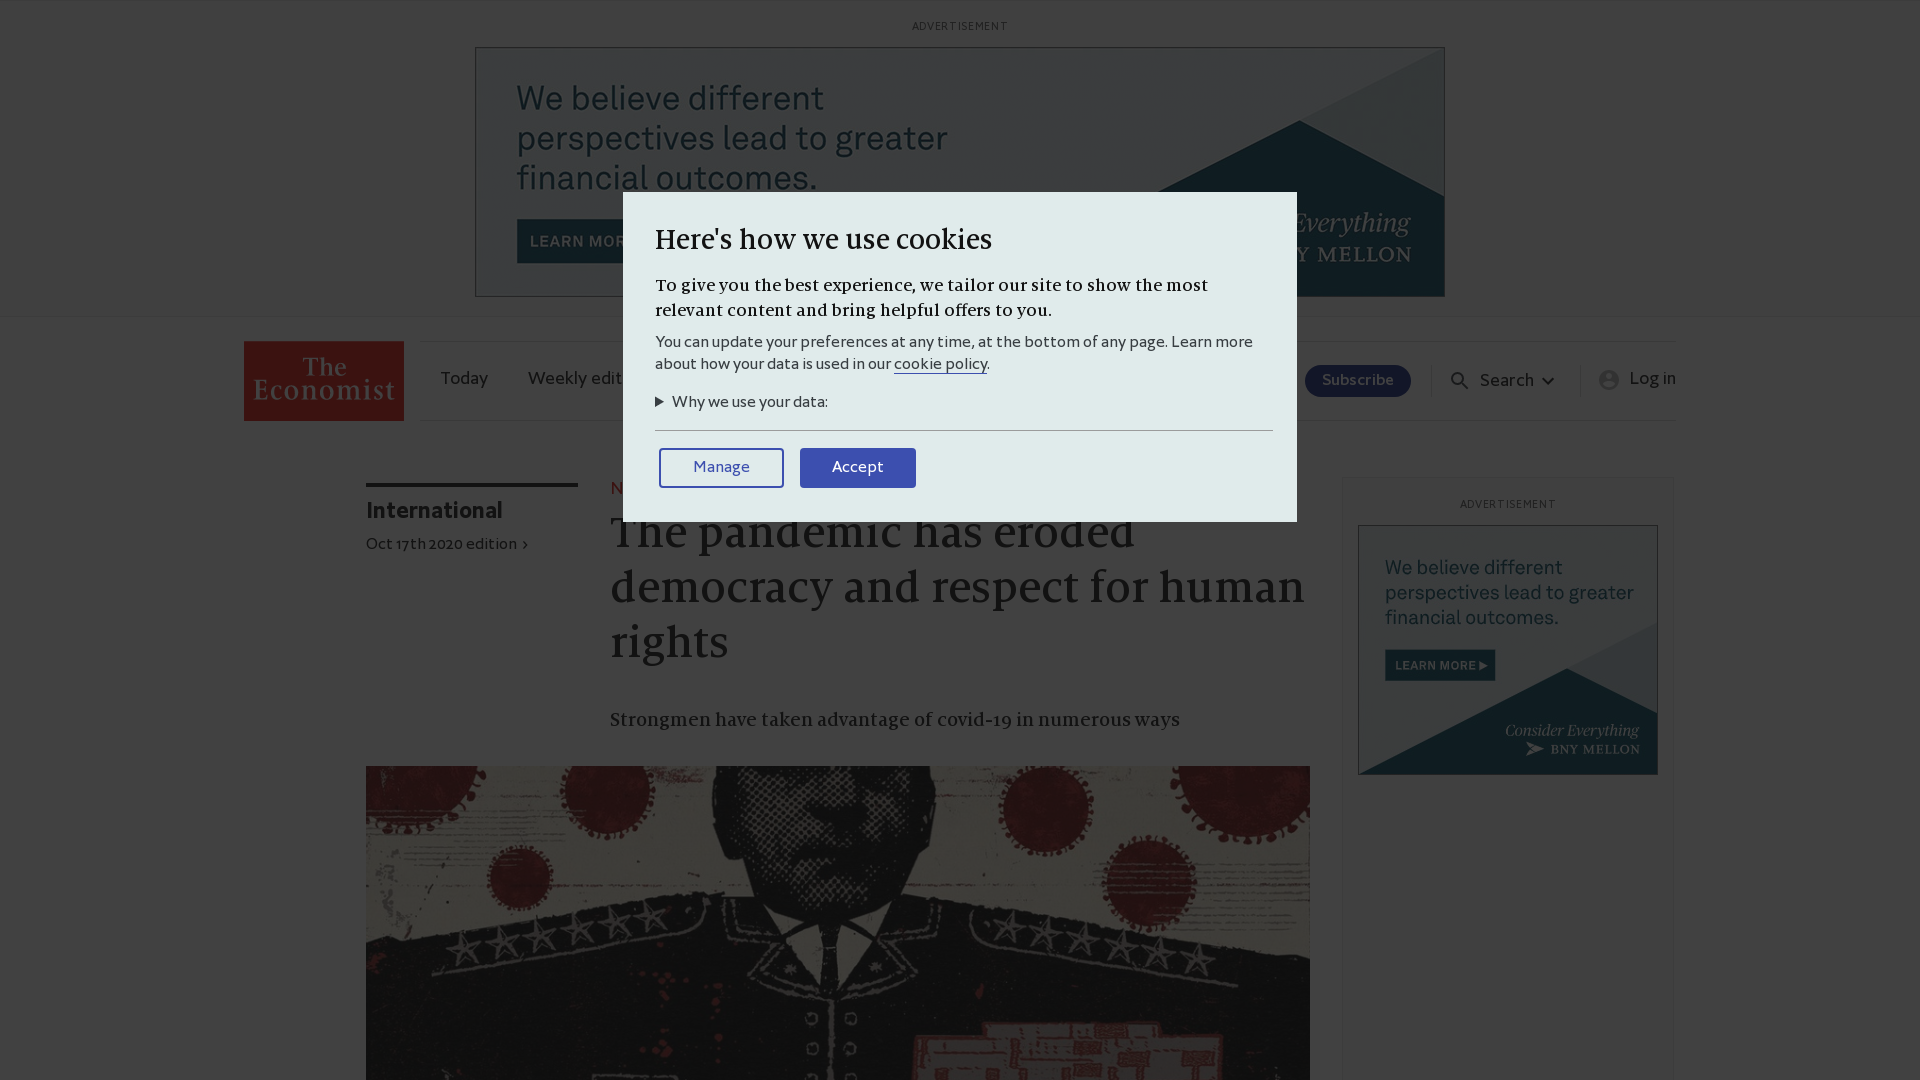 ADVERTISEMENT
We believe different
perspectives lead to greater
financial outcomes.
LEARN MOR
Everything
Y MELLON
Here's how we use cookies
To give you the best experience, we tailor our site to show the most
relevant content and bring helpful offers to you.
You can update your preferences at any time, at the bottom of any page. Learn more
about how your data is used in our cookie policy.
Why we use your data:
Manage
Accept
The
Economist
Today
Weekly edit
Subscribe
Search
Log in
International
Oct 17th 2020 edition ›
The pandemic has eroded
democracy and respect for human
rights
Strongmen have taken advantage of covid-19 in numerous ways
ADVERTISEMENT
We believe different
perspectives lead to greater
financial outcomes.
LEARN MORE
Consider Everything
BNY MELLON